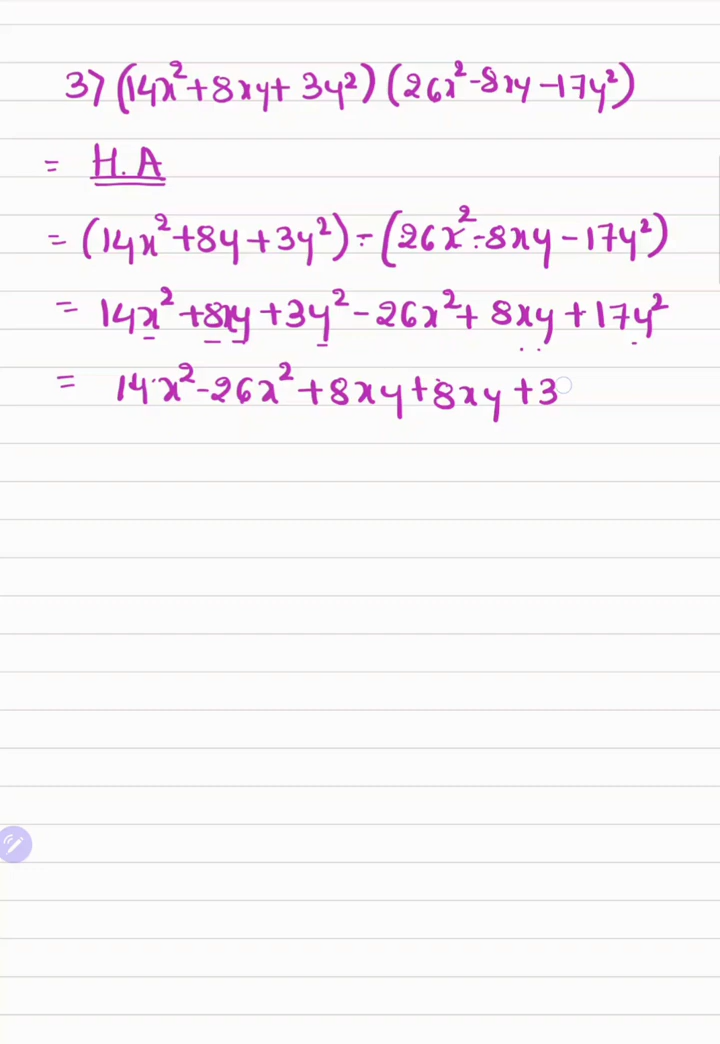 3) (14x²+8xy+3y²) (26x²-8xy-17y²)
= H.A
= (14x²+8y+3y²)-(26x²-8xy-17y²)
= 14x²+8xy+3y²-26x²+8xy+17y²
= 14x²-26x²+8xy+8xy+3